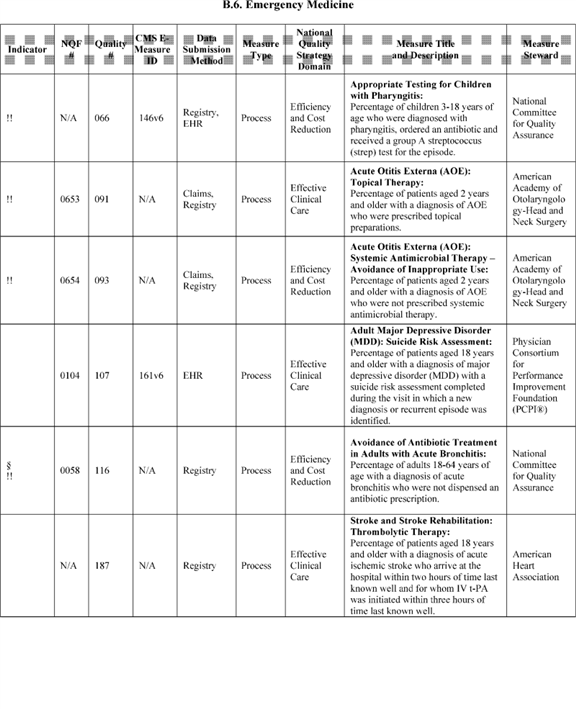 B.6. Emergency Medicine
Indicator
NQF
#
Quality
#
CMS E-
Measure
ID
Data
Submission
Method
Measure
Type
National
Quality
Strategy
Domain
Measure Title
and Description
Measure
Steward
!!
N/A
066
146v6
Registry,
EHR
Process
Efficiency
and Cost
Reduction
Appropriate Testing for Children
with Pharyngitis:
Percentage of children 3-18 years of
age who were diagnosed with
pharyngitis, ordered an antibiotic and
received a group A streptococcus
(strep) test for the episode.
National
Committee
for Quality
Assurance
!!
0653
091
N/A
Claims,
Registry
Process
Effective
Clinical
Care
Acute Otitis Externa (AOE):
Topical Therapy:
Percentage of patients aged 2 years
and older with a diagnosis of AOE
who were prescribed topical
preparations.
American
Academy of
Otolaryngolo
gy-Head and
Neck Surgery
!!
0654
093
N/A
Claims,
Registry
Process
Efficiency
and Cost
Reduction
Acute Otitis Externa (AOE):
Systemic Antimicrobial Therapy –
Avoidance of Inappropriate Use:
Percentage of patients aged 2 years
and older with a diagnosis of AOE
who were not prescribed systemic
antimicrobial therapy.
American
Academy of
Otolaryngolo
gy-Head and
Neck Surgery
0104
107
161v6
EHR
Process
Effective
Clinical
Care
Adult Major Depressive Disorder
(MDD): Suicide Risk Assessment:
Percentage of patients aged 18 years
and older with a diagnosis of major
depressive disorder (MDD) with a
suicide risk assessment completed
during the visit in which a new
diagnosis or recurrent episode was
identified.
Physician
Consortium
for
Performance
Improvement
Foundation
(PCPI®)
§
!!
0058
116
N/A
Registry
Process
Efficiency
and Cost
Reduction
Avoidance of Antibiotic Treatment
in Adults with Acute Bronchitis:
Percentage of adults 18-64 years of
age with a diagnosis of acute
bronchitis who were not dispensed an
antibiotic prescription.
National
Committee
for Quality
Assurance
N/A
187
N/A
Registry
Process
Effective
Clinical
Care
Stroke and Stroke Rehabilitation:
Thrombolytic Therapy:
Percentage of patients aged 18 years
and older with a diagnosis of acute
ischemic stroke who arrive at the
hospital within two hours of time last
known well and for whom IV t-PA
was initiated within three hours of
time last known well.
American
Heart
Association